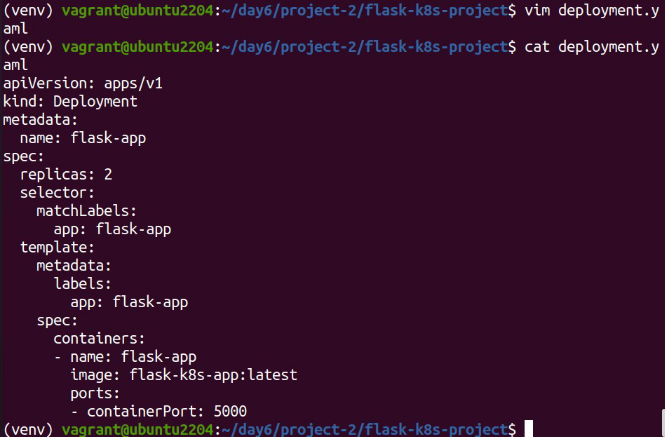 (venv) vagrant@ubuntu2204:~/day6/project-2/flask-k8s-project$ vim deployment.y
aml
(venv) vagrant@ubuntu2204:~/day6/project-2/flask-k8s-project$ cat deployment.y
aml
apiVersion: apps/v1
kind: Deployment
metadata:
  name: flask-app
spec:
  replicas: 2
  selector:
    matchLabels:
      app: flask-app
  template:
    metadata:
      labels:
        app: flask-app
    spec:
      containers:
      - name: flask-app
        image: flask-k8s-app:latest
        ports:
        - containerPort: 5000
(venv) vagrant@ubuntu2204:~/day6/project-2/flask-k8s-project$